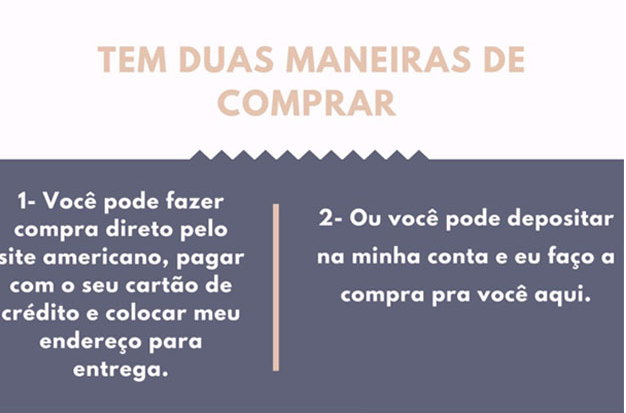 TEM DUAS MANEIRAS DE
COMPRAR
1- Você pode fazer
compra direto pelo
site americano, pagar
com o seu cartão de
crédito e colocar meu
endereço para
entrega.
2- Ou você pode depositar
na minha conta e eu faço a
compra pra você aqui.